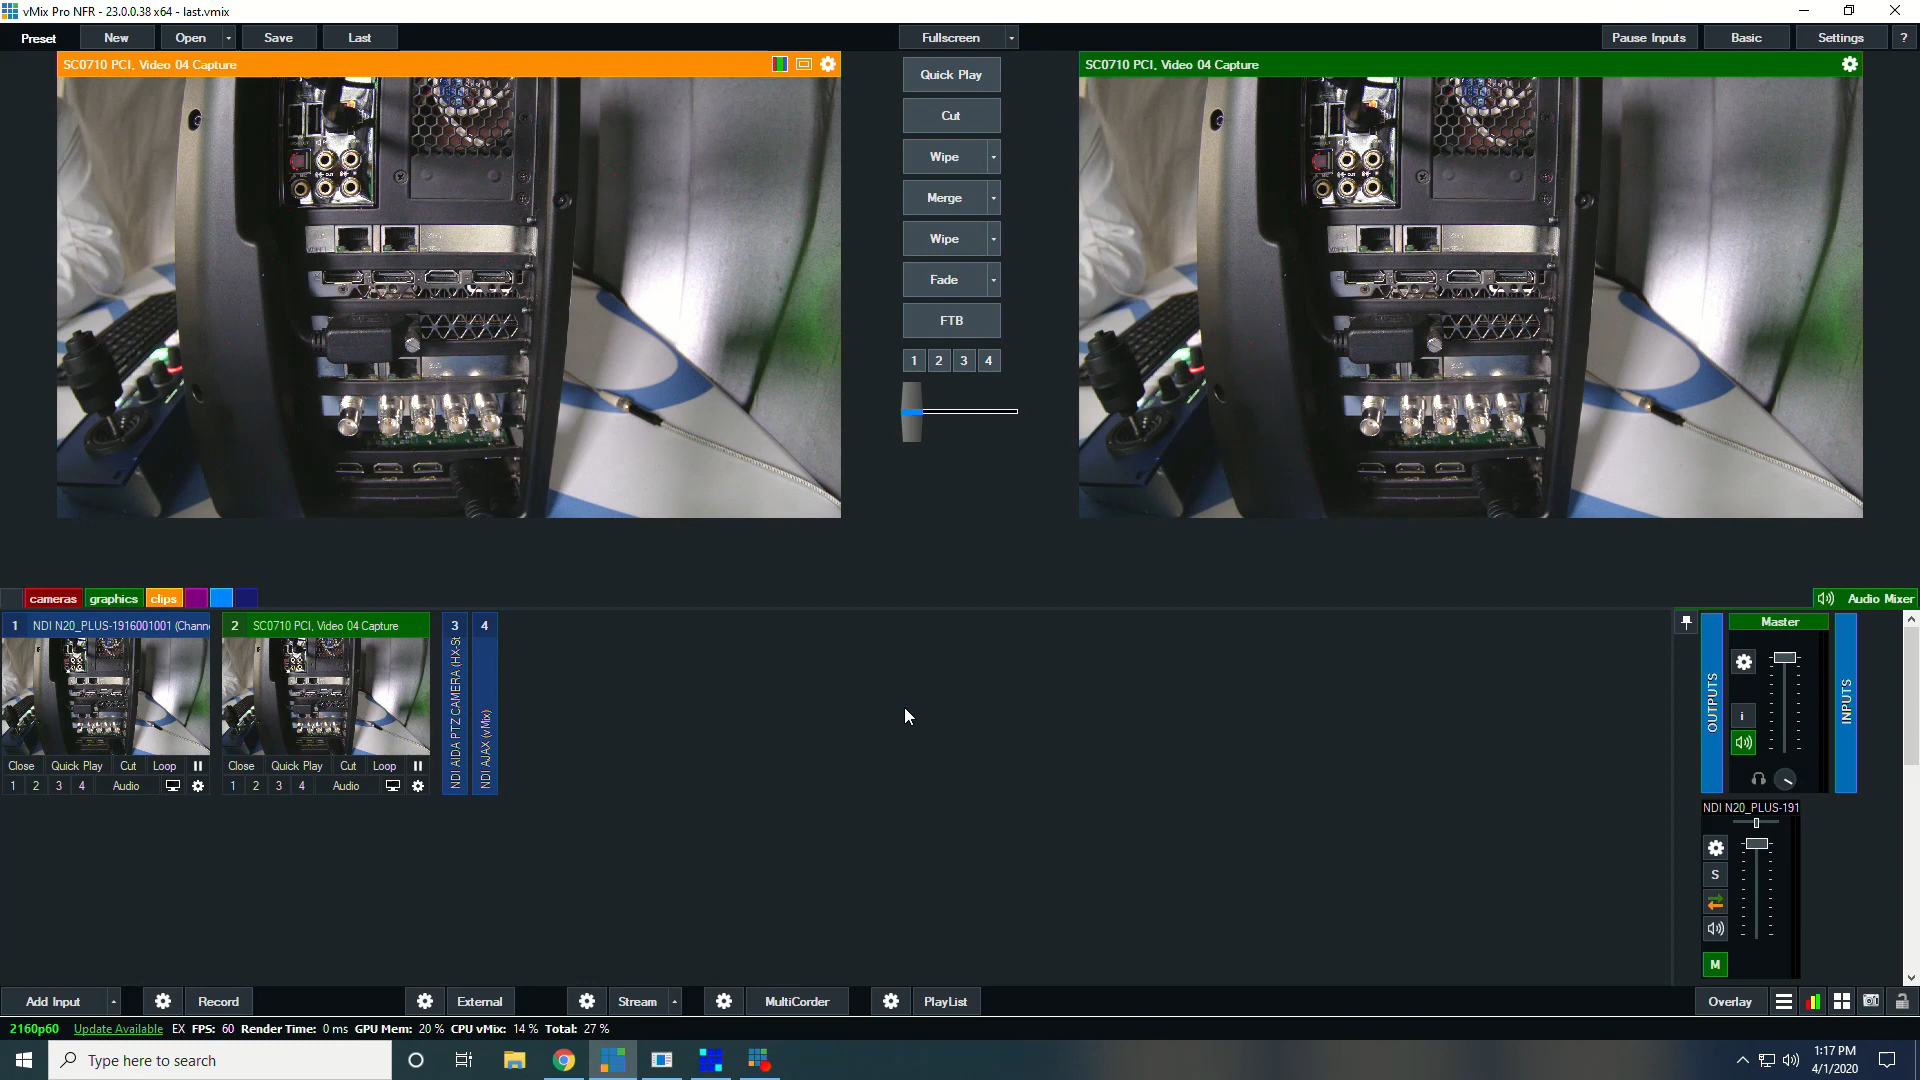 vMix Pro NFR - 23.0.0.38 x64 - last.vmix
Preset New Open Save Last Fullscreen Pause Inputs Basic Settings ?
SC0710 PCI, Video 04 Capture
SC0710 PCI, Video 04 Capture
Quick Play
Cut
Wipe
Merge
Wipe
Fade
FTB
1 2 3 4
cameras graphics clips
Audio Mixer
1 NDI N20_PLUS-1916001001 (Channe
Close Quick Play Cut Loop
1 2 3 4 Audio
2 SC0710 PCI, Video 04 Capture
Close Quick Play Cut Loop
1 2 3 4 Audio
3 NDI AIDA PTZ CAMERA (HX-St
4 NDI AJAX (vMix)
OUTPUTS
Master
i
INPUTS
NDI N20_PLUS-191
S
M
Add Input Record External Stream MultiCorder PlayList Overlay
2160p60 Update Available EX FPS: 60 Render Time: 0 ms GPU Mem: 20 % CPU vMix: 14 % Total: 27 %
Type here to search
1:17 PM
4/1/2020